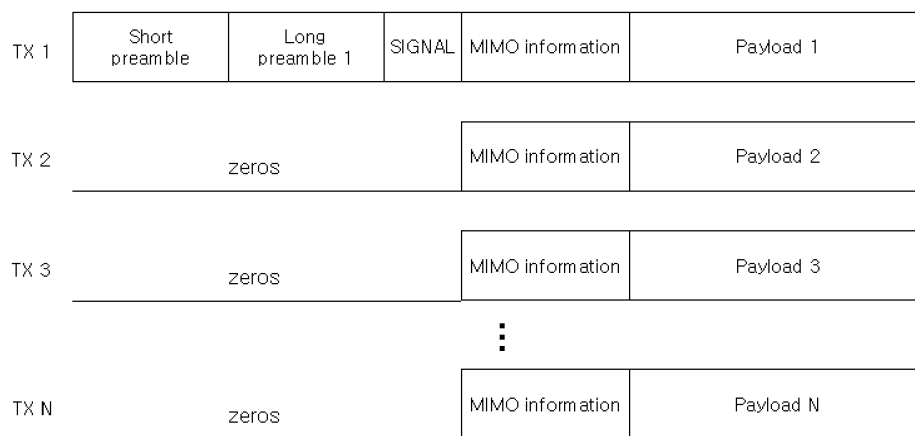 TX 1
Short
preamble
Long
preamble 1
SIGNAL
MIMO information
Payload 1
TX 2
zeros
MIMO information
Payload 2
TX 3
zeros
MIMO information
Payload 3
TX N
zeros
MIMO information
Payload N